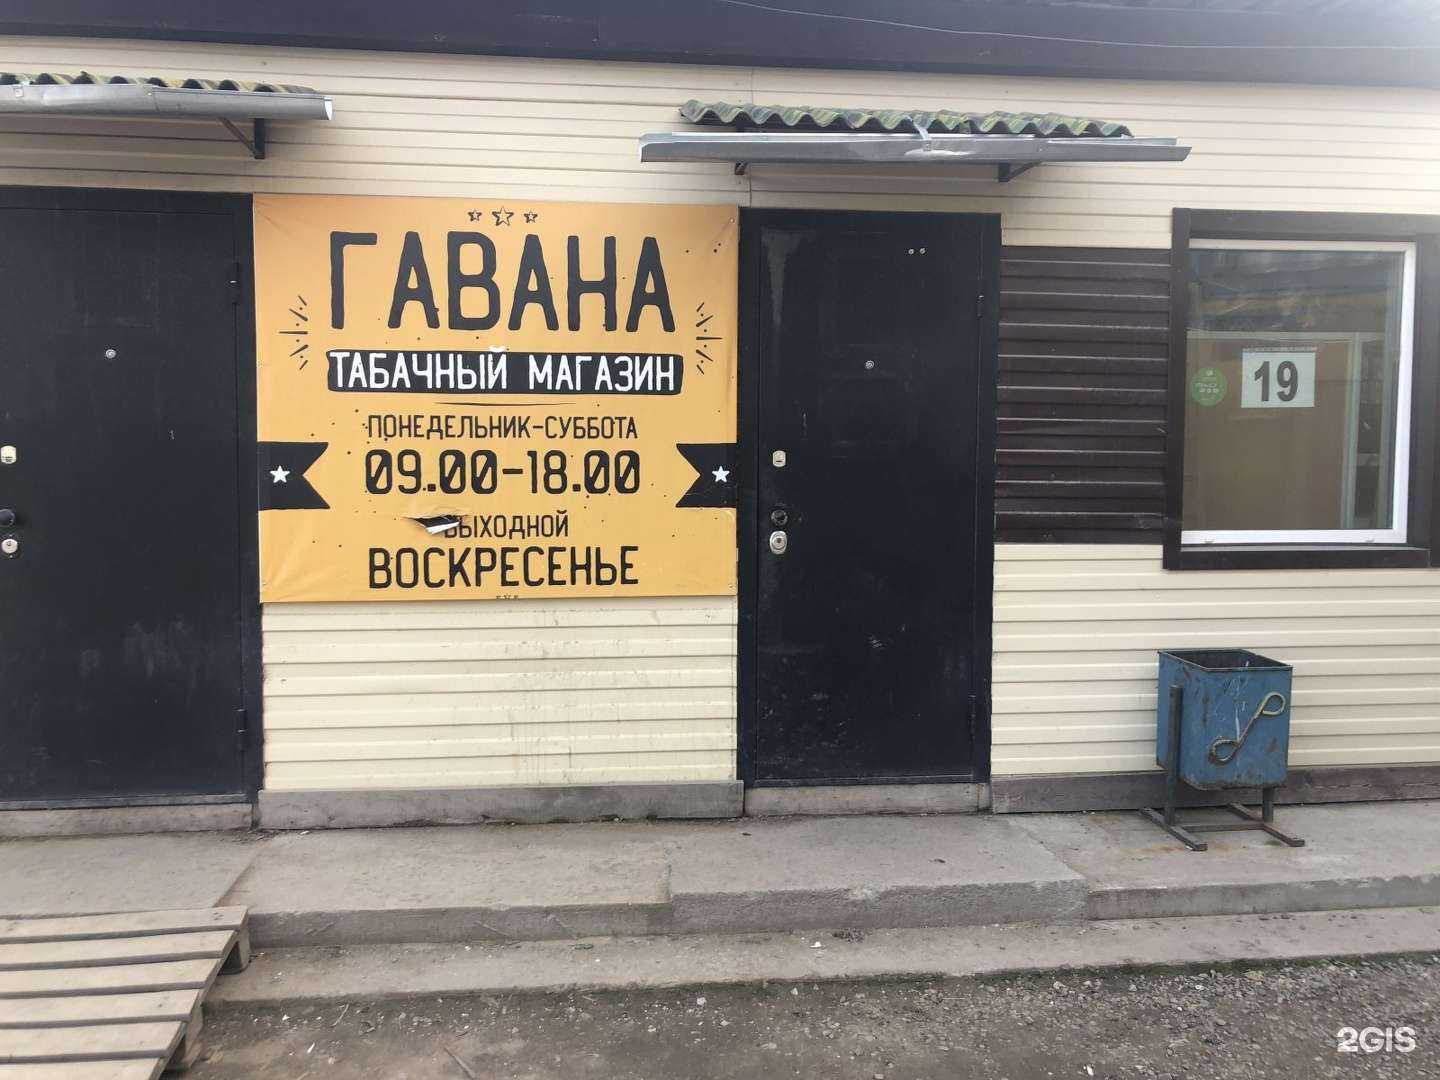 ГАВАНА
ТАБАЧНЫЙ МАГАЗИН
ПОНЕДЕЛЬНИК-СУББОТА
09.00-18.00
ВЫХОДНОЙ
ВОСКРЕСЕНЬЕ
19
2GIS